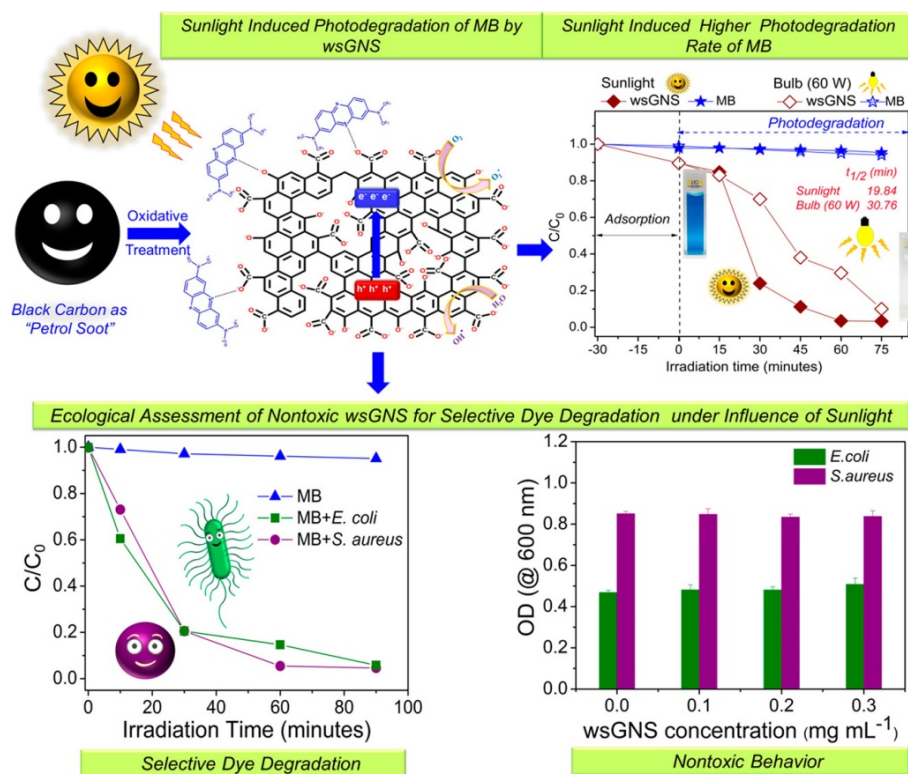 Sunlight Induced Photodegradation of MB by
wsGNS
Sunlight Induced Higher Photodegradation
Rate of MB
Oxidative
Treatment
Black Carbon as
"Petrol Soot"
O₂
e⁻ e⁻ e⁻
h⁺ h⁺ h⁺
H₂O
Sunlight
wsGNS
MB
Bulb (60 W)
wsGNS
MB
Photodegradation
t1/2 (min)
Sunlight 19.84
Bulb (60 W) 30.76
Adsorption
C/C₀
1.0
0.8
0.6
0.4
0.2
0.0
-30
0
15
30
45
60
75
Irradiation time (minutes)
Ecological Assessment of Nontoxic wsGNS for Selective Dye Degradation under Influence of Sunlight
MB
MB+E. coli
MB+S. aureus
C/C₀
1.0
0.8
0.6
0.4
0.2
0.0
0 20 40 60 80 100
Irradiation Time (minutes)
Selective Dye Degradation
E.coli
S.aureus
OD (@ 600 nm)
1.2
0.8
0.4
0.0
0.0 0.1 0.2 0.3
wsGNS concentration (mg mL⁻¹)
Nontoxic Behavior